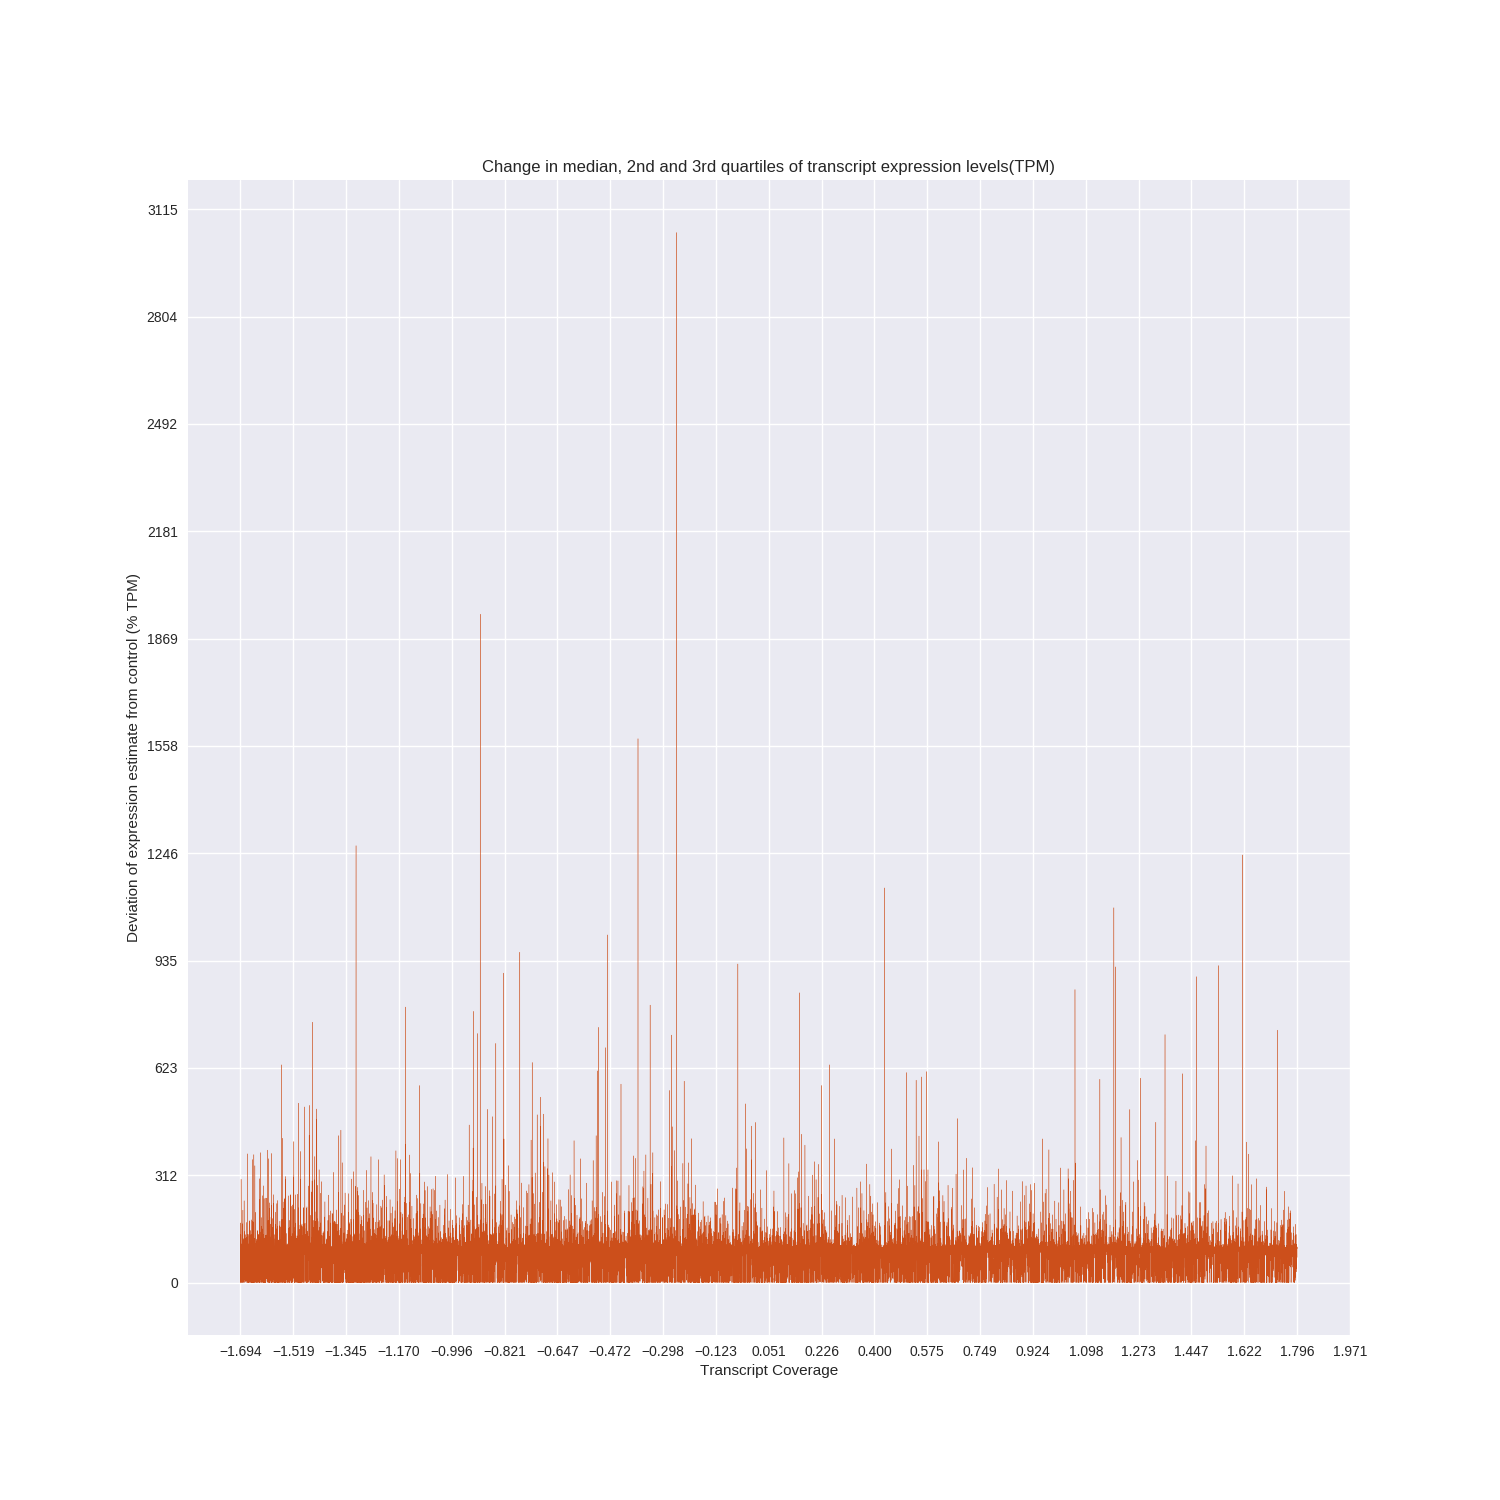 Change in median, 2nd and 3rd quartiles of transcript expression levels(TPM)
3115
2804
2492
2181
1869
1558
1246
935
623
312
0
Deviation of expression estimate from control (% TPM)
−1.694 −1.519 −1.345 −1.170 −0.996 −0.821 −0.647 −0.472 −0.298 −0.123 0.051 0.226 0.400 0.575 0.749 0.924 1.098 1.273 1.447 1.622 1.796 1.971
Transcript Coverage